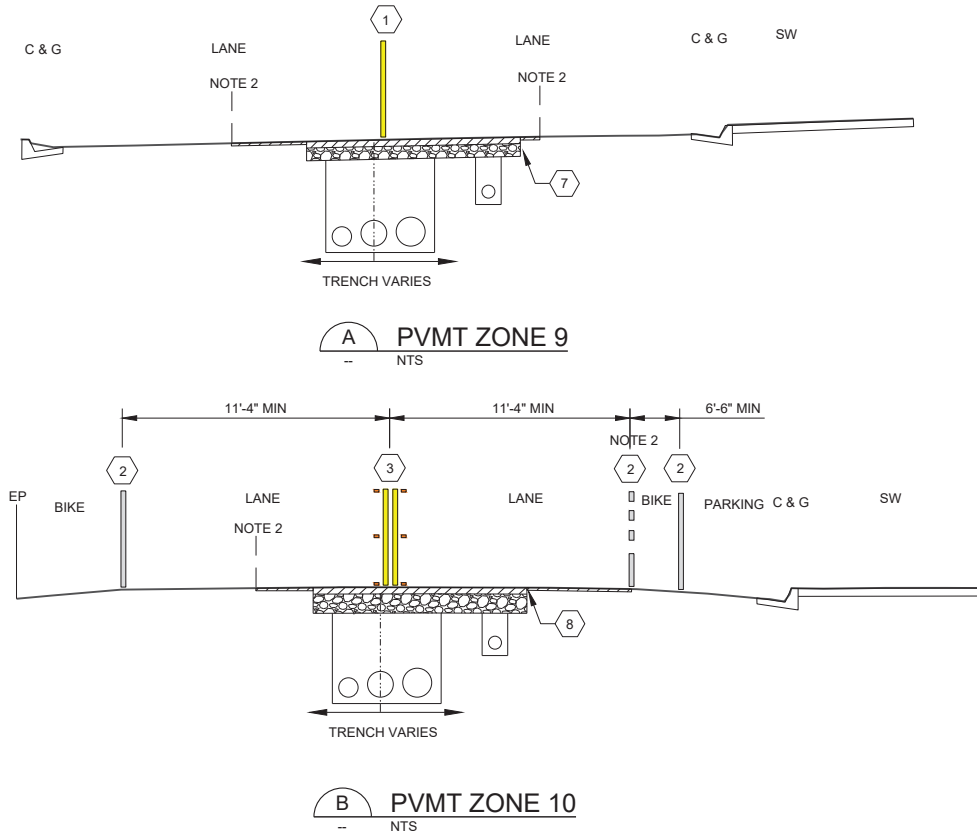 1
C & G
LANE
LANE
C & G
SW
NOTE 2
NOTE 2
7
TRENCH VARIES
A
PVMT ZONE 9
--
NTS
11'-4" MIN
11'-4" MIN
6'-6" MIN
NOTE 2
2
3
2
2
EP
BIKE
LANE
LANE
BIKE
PARKING
C & G
SW
NOTE 2
8
TRENCH VARIES
B
PVMT ZONE 10
--
NTS